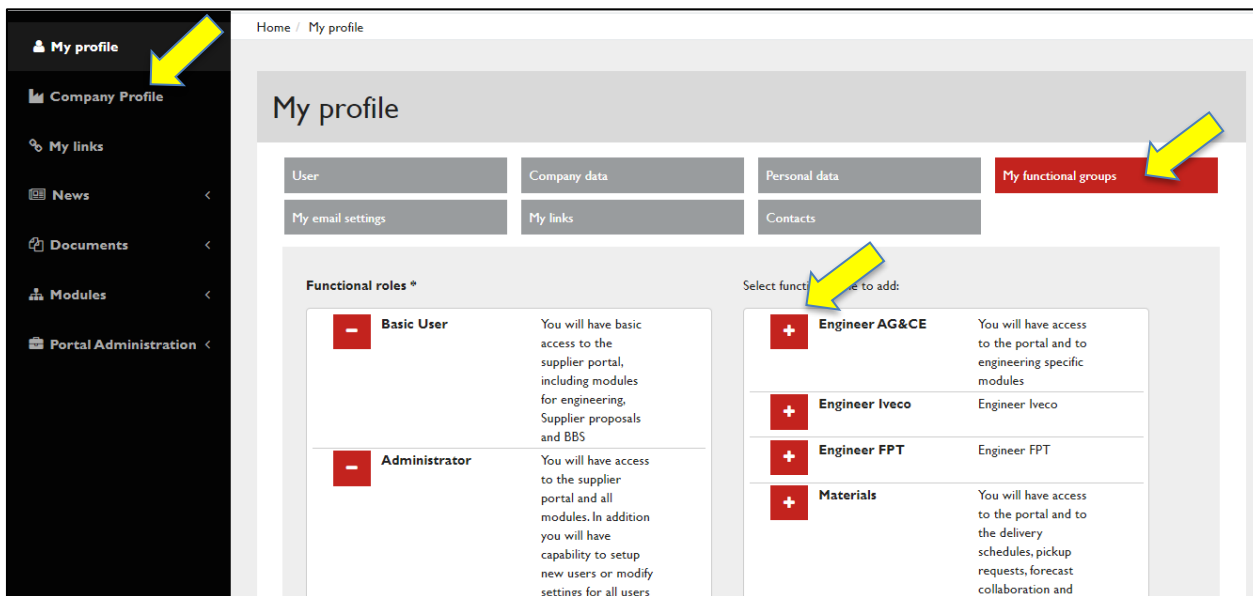 Home / My profile
My profile
Company Profile
My links
News
Documents
Modules
Portal Administration
My profile
User
Company data
Personal data
My functional groups
My email settings
My links
Contacts
Functional roles *
Basic User
You will have basic
access to the
supplier portal,
including modules
for engineering,
Supplier proposals
and BBS
Administrator
You will have access
to the supplier
portal and all
modules. In addition
you will have
capability to setup
new users or modify
settings for all users
Select to add:
Engineer AG&CE
You will have access
to the portal and to
engineering specific
modules
Engineer Iveco
Engineer Iveco
Engineer FPT
Engineer FPT
Materials
You will have access
to the portal and to
the delivery
schedules, pickup
requests, forecast
collaboration and